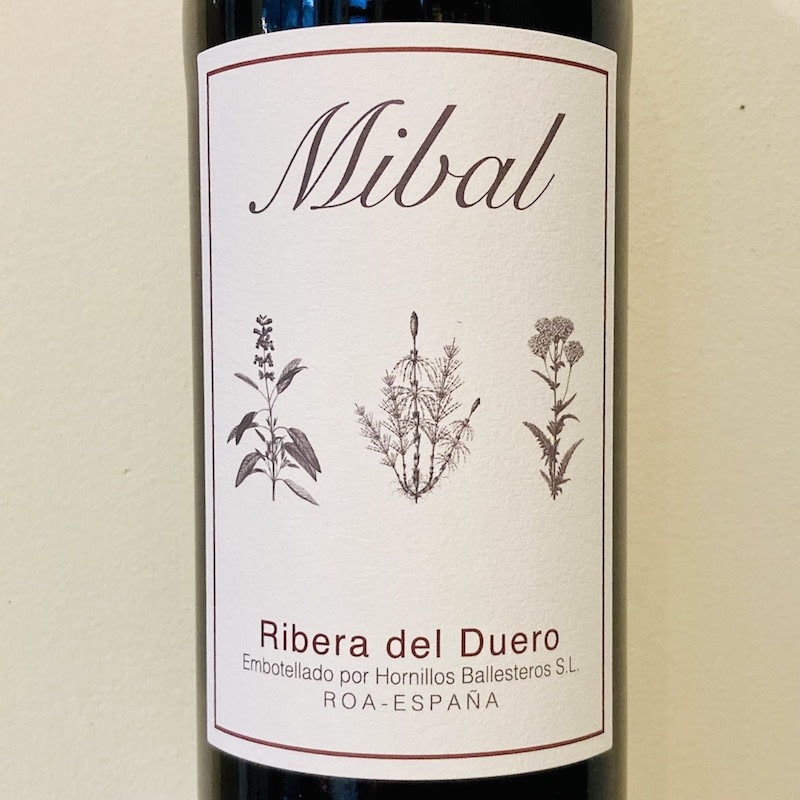 Mibal
Ribera del Duero
Embotellado por Hornillos Ballesteros S.L.
ROA-ESPAÑA